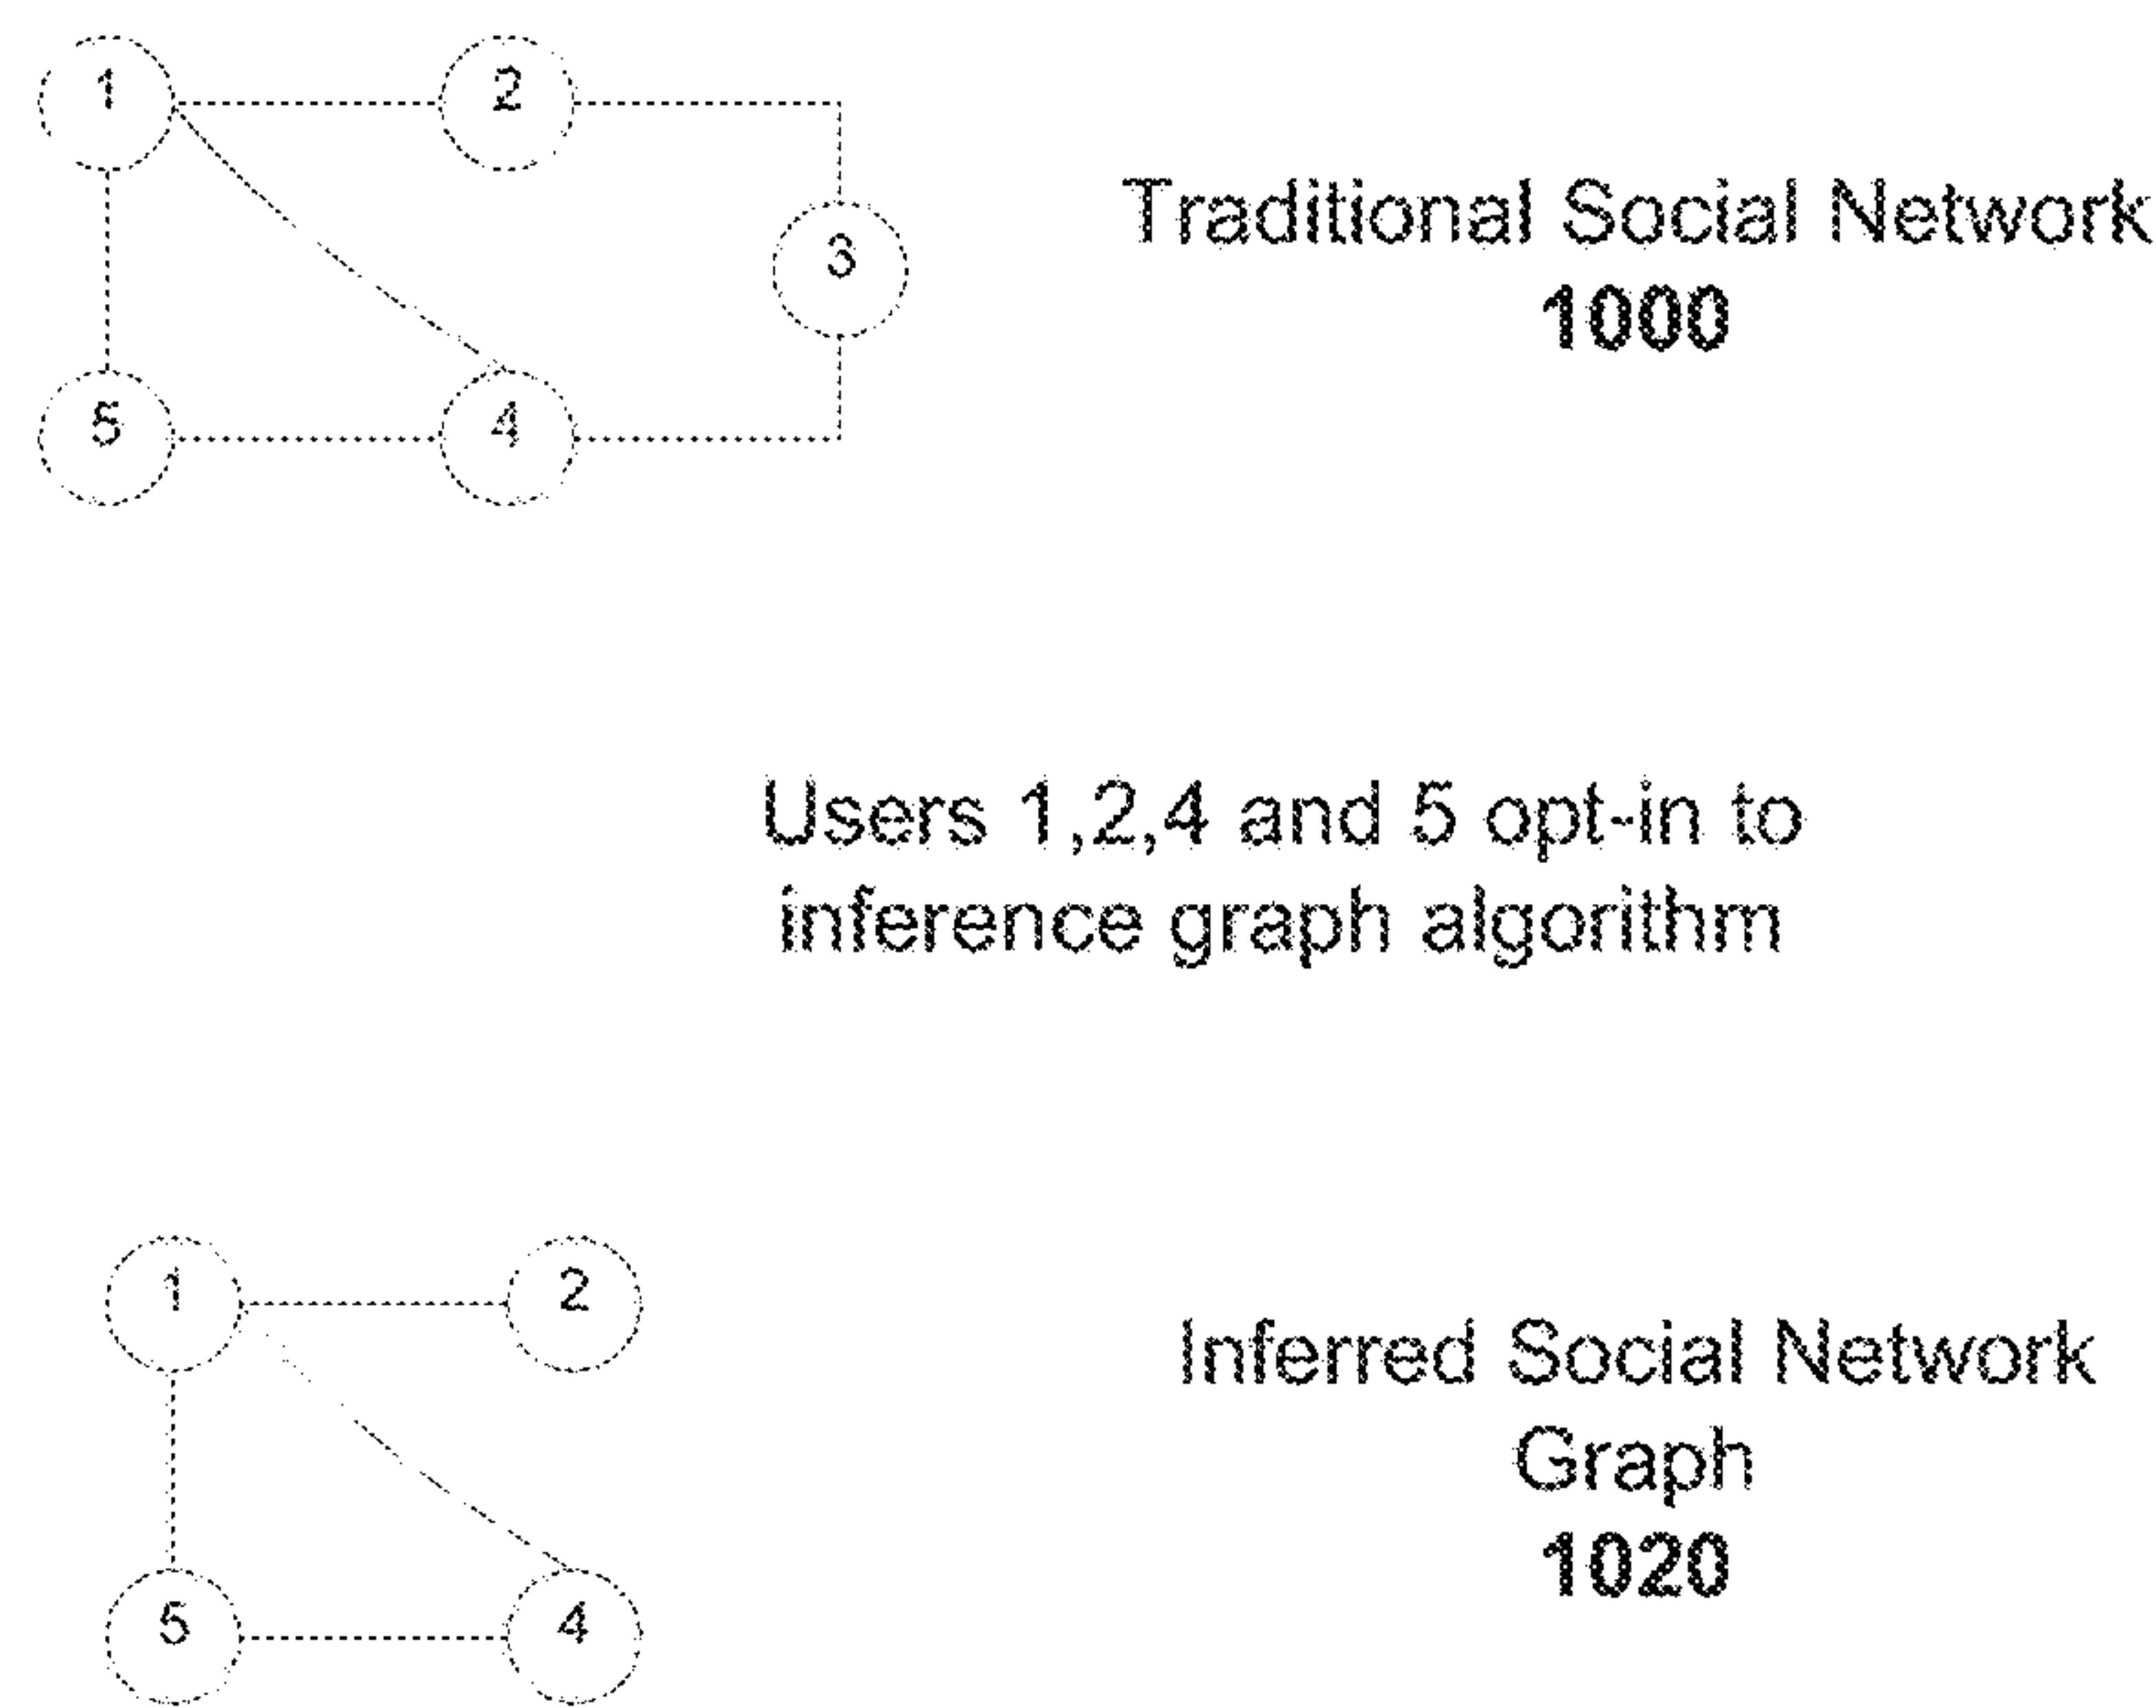 1
2
3
5
4
Traditional Social Network
1000
Users 1,2,4 and 5 opt-in to
inference graph algorithm
1
2
5
4
Inferred Social Network
Graph
1020